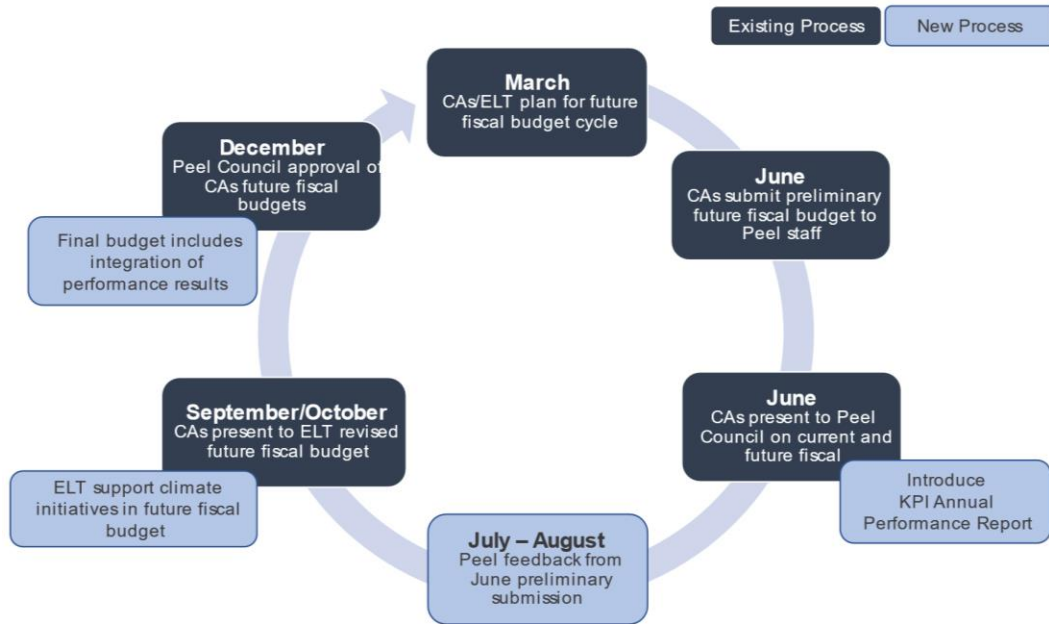 Existing Process
New Process
March
CAs/ELT plan for future
fiscal budget cycle
June
CAs submit preliminary
future fiscal budget to
Peel staff
June
CAs present to Peel
Council on current and
future fiscal
Introduce
KPI Annual
Performance Report
July – August
Peel feedback from
June preliminary
submission
September/October
CAs present to ELT revised
future fiscal budget
ELT support climate
initiatives in future fiscal
budget
December
Peel Council approval of
CAs future fiscal
budgets
Final budget includes
integration of
performance results